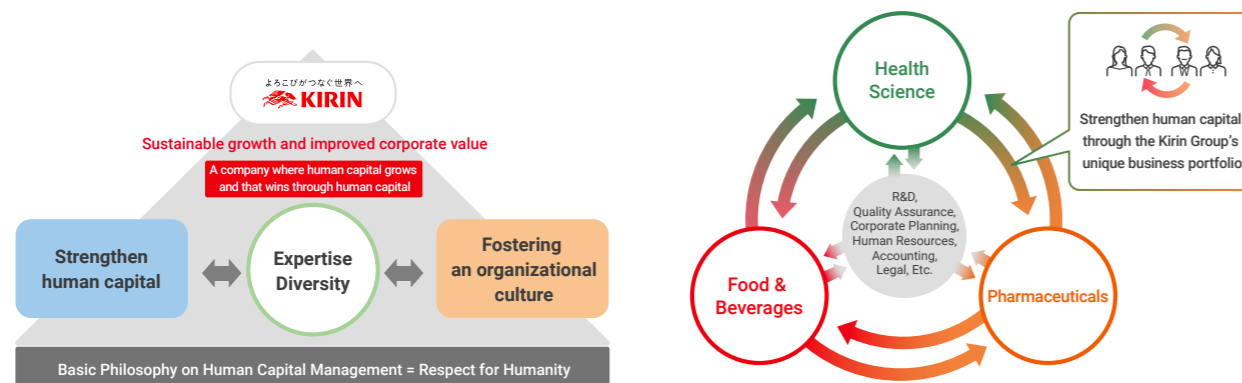 よろこびがつなぐ世界へ
KIRIN
Sustainable growth and improved corporate value
A company where human capital grows
and that wins through human capital
Strengthen
human capital
Expertise
Diversity
Fostering
an organizational
culture
Basic Philosophy on Human Capital Management = Respect for Humanity
Health
Science
Strengthen human capital
through the Kirin Group's
unique business portfolio
R&D,
Quality Assurance,
Corporate Planning,
Human Resources,
Accounting,
Legal, Etc.
Food &
Beverages
Pharmaceuticals